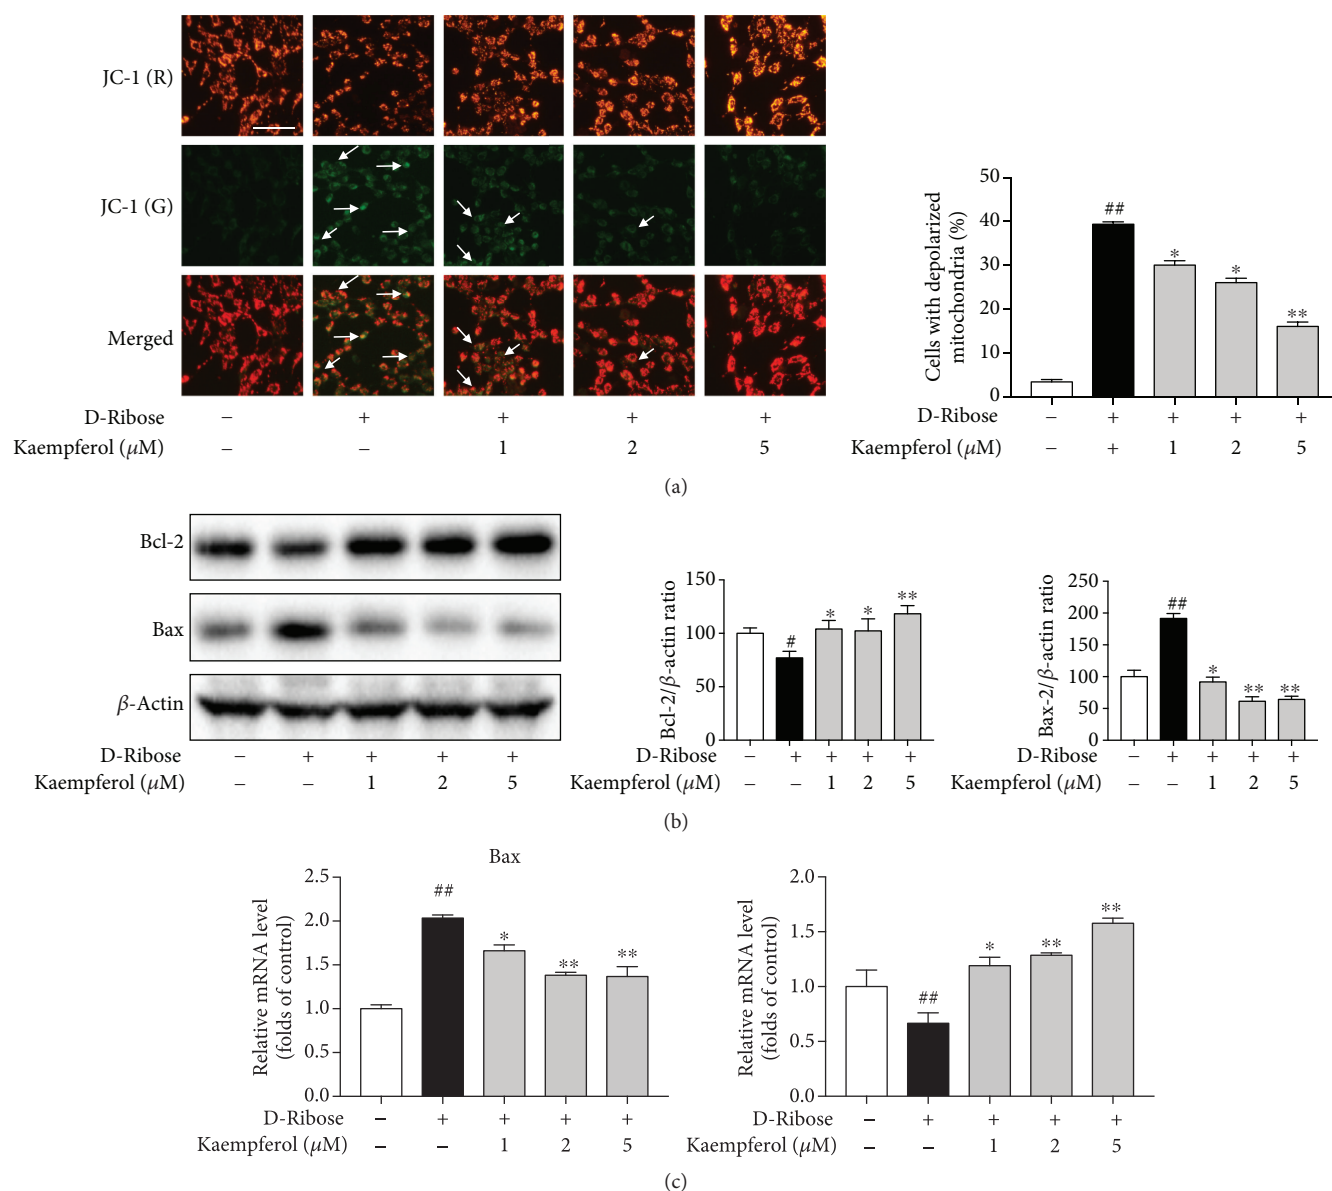 JC-1 (R)
JC-1 (G)
Merged
D-Ribose – + + + +
Kaempferol (μM) – – 1 2 5
Cells with depolarized
mitochondria (%)
50
40
30
20
10
0
##
*
*
**
D-Ribose – + + + +
Kaempferol (μM) – + 1 2 5
(a)
Bcl-2
Bax
β-Actin
D-Ribose – + + + +
Kaempferol (μM) – – 1 2 5
Bcl-2/β-actin ratio
150
100
50
0
#
*
*
**
D-Ribose – + + + +
Kaempferol (μM) – – 1 2 5
Bax-2/β-actin ratio
250
200
150
100
50
0
##
*
**
**
D-Ribose – + + + +
Kaempferol (μM) – – 1 2 5
(b)
Bax
Relative mRNA level
(folds of control)
2.5
2.0
1.5
1.0
0.5
0.0
##
*
**
**
D-Ribose – + + + +
Kaempferol (μM) – – 1 2 5
Relative mRNA level
(folds of control)
2.0
1.5
1.0
0.5
0.0
##
*
**
**
D-Ribose – + + + +
Kaempferol (μM) – – 1 2 5
(c)